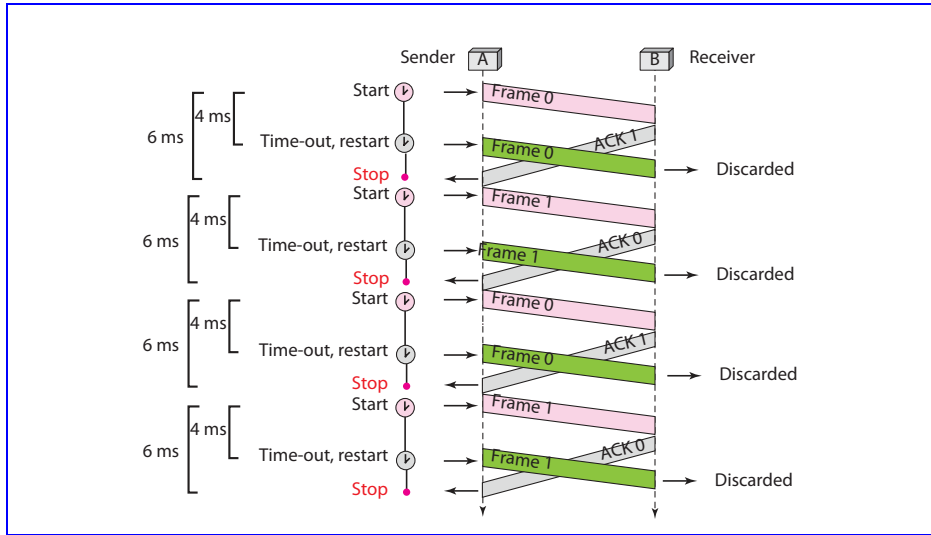 Sender A B Receiver
Start Frame 0
4 ms
6 ms Time-out, restart Frame 0 ACK 1
Stop Discarded
Start Frame 1
4 ms
6 ms Time-out, restart Frame 1 ACK 0
Stop Discarded
Start Frame 0
4 ms
6 ms Time-out, restart Frame 0 ACK 1
Stop Discarded
Start Frame 1
4 ms
6 ms Time-out, restart Frame 1 ACK 0
Stop Discarded